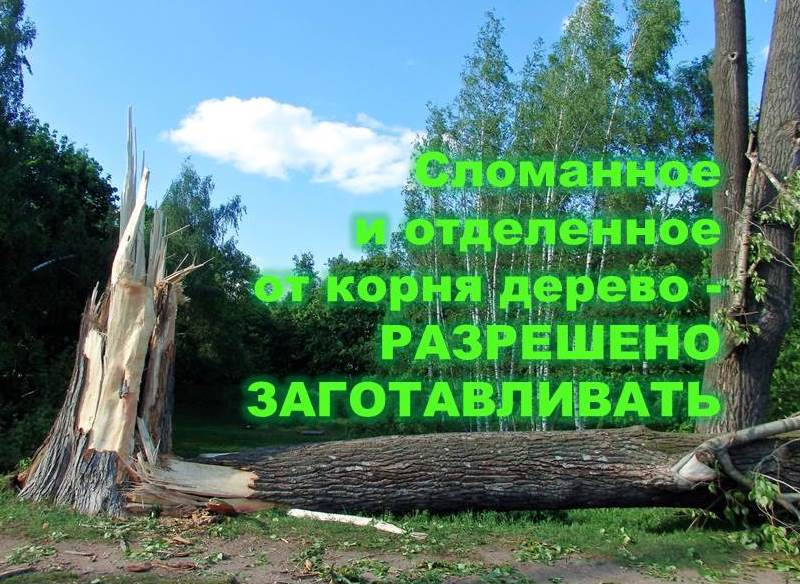 Сломанное
и отделенное
от корня дерево -
РАЗРЕШЕНО
ЗАГОТАВЛИВАТЬ